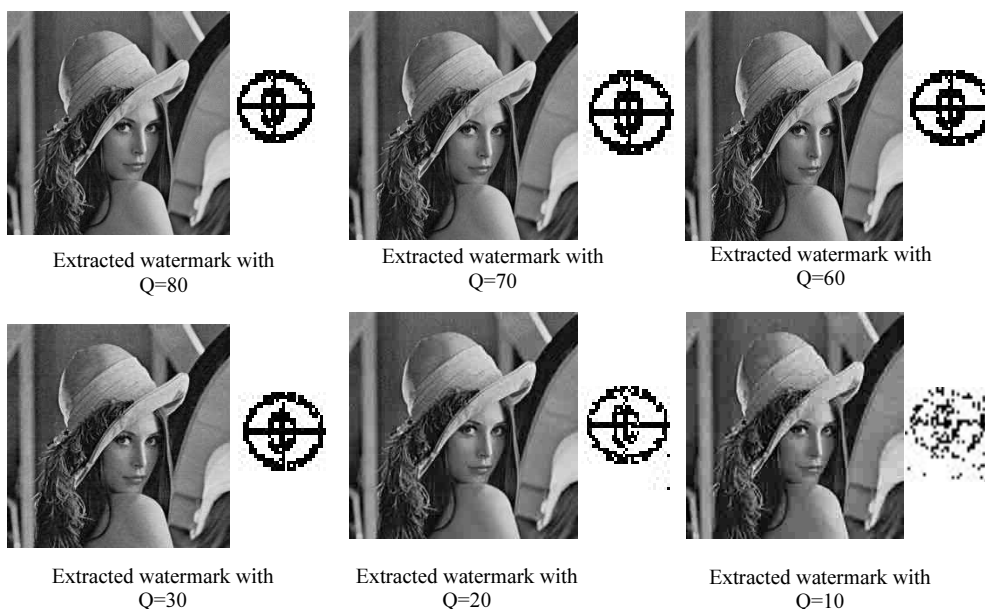 Extracted watermark with
Q=80
Extracted watermark with
Q=70
Extracted watermark with
Q=60
Extracted watermark with
Q=30
Extracted watermark with
Q=20
Extracted watermark with
Q=10